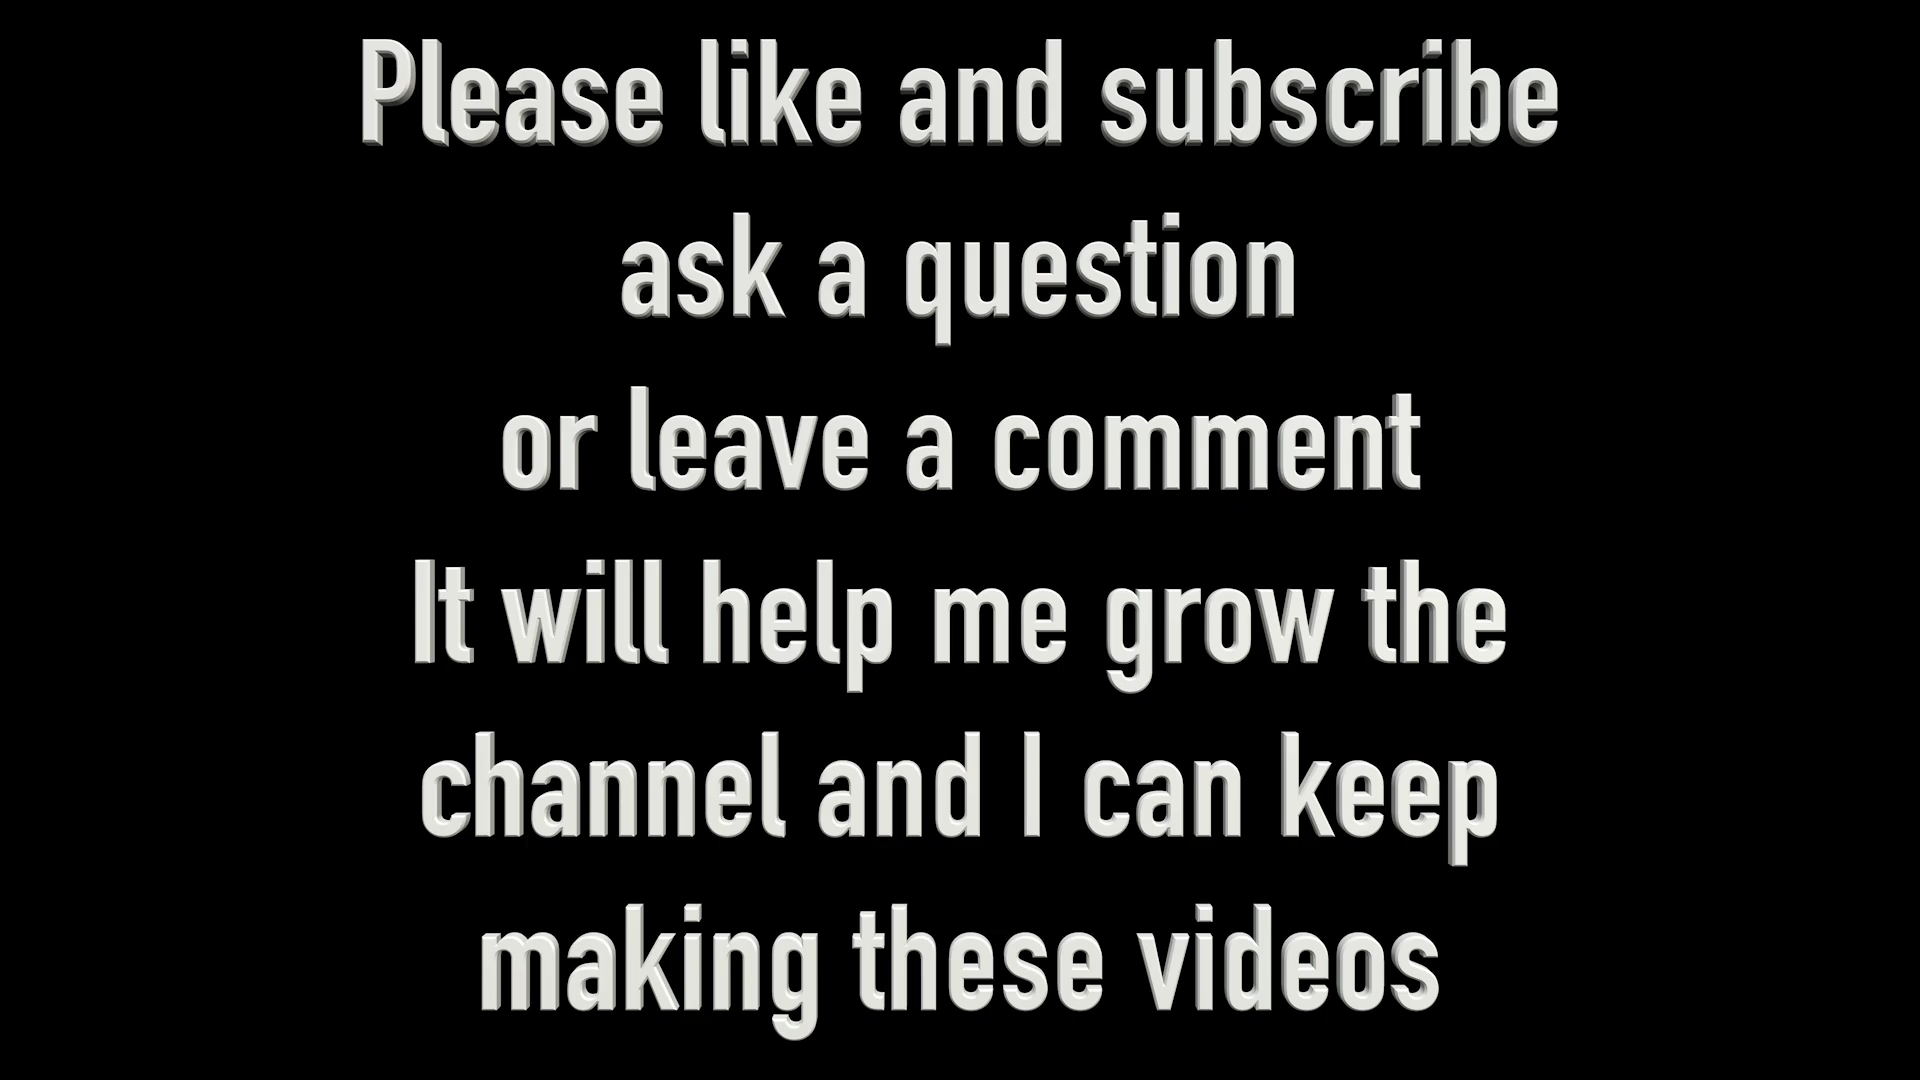 Please like and subscribe
ask a question
or leave a comment
It will help me grow the
channel and I can keep
making these videos